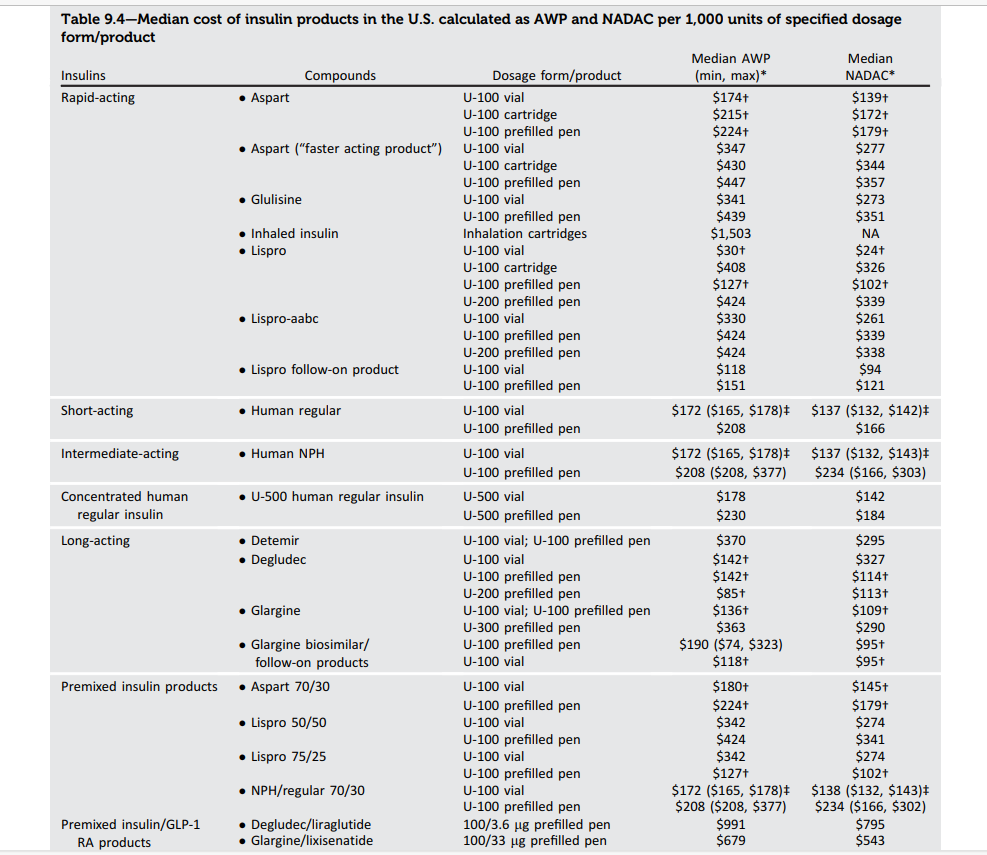 Table 9.4—Median cost of insulin products in the U.S. calculated as AWP and NADAC per 1,000 units of specified dosage
form/product
Median AWP Median
Insulins Compounds Dosage form/product (min, max)* NADAC*
Rapid-acting • Aspart U-100 vial $174† $139†
U-100 cartridge $215† $172†
U-100 prefilled pen $224† $179†
• Aspart (“faster acting product”) U-100 vial $347 $277
U-100 cartridge $430 $344
U-100 prefilled pen $447 $357
• Glulisine U-100 vial $341 $273
U-100 prefilled pen $439 $351
• Inhaled insulin Inhalation cartridges $1,503 NA
• Lispro U-100 vial $30† $24†
U-100 cartridge $408 $326
U-100 prefilled pen $127† $102†
U-200 prefilled pen $424 $339
• Lispro-aabc U-100 vial $330 $261
U-100 prefilled pen $424 $339
U-200 prefilled pen $424 $338
• Lispro follow-on product U-100 vial $118 $94
U-100 prefilled pen $151 $121
Short-acting • Human regular U-100 vial $172 ($165, $178)‡ $137 ($132, $142)‡
U-100 prefilled pen $208 $166
Intermediate-acting • Human NPH U-100 vial $172 ($165, $178)‡ $137 ($132, $143)‡
U-100 prefilled pen $208 ($208, $377) $234 ($166, $303)
Concentrated human • U-500 human regular insulin U-500 vial $178 $142
regular insulin U-500 prefilled pen $230 $184
Long-acting • Detemir U-100 vial; U-100 prefilled pen $370 $295
• Degludec U-100 vial $142† $327
U-100 prefilled pen $142† $114†
U-200 prefilled pen $85† $113†
• Glargine U-100 vial; U-100 prefilled pen $136† $109†
U-300 prefilled pen $363 $290
• Glargine biosimilar/ U-100 prefilled pen $190 ($74, $323) $95†
follow-on products U-100 vial $118† $95†
Premixed insulin products • Aspart 70/30 U-100 vial $180† $145†
U-100 prefilled pen $224† $179†
• Lispro 50/50 U-100 vial $342 $274
U-100 prefilled pen $424 $341
• Lispro 75/25 U-100 vial $342 $274
U-100 prefilled pen $127† $102†
• NPH/regular 70/30 U-100 vial $172 ($165, $178)‡ $138 ($132, $143)‡
U-100 prefilled pen $208 ($208, $377) $234 ($166, $302)
Premixed insulin/GLP-1 • Degludec/liraglutide 100/3.6 µg prefilled pen $991 $795
RA products • Glargine/lixisenatide 100/33 µg prefilled pen $679 $543